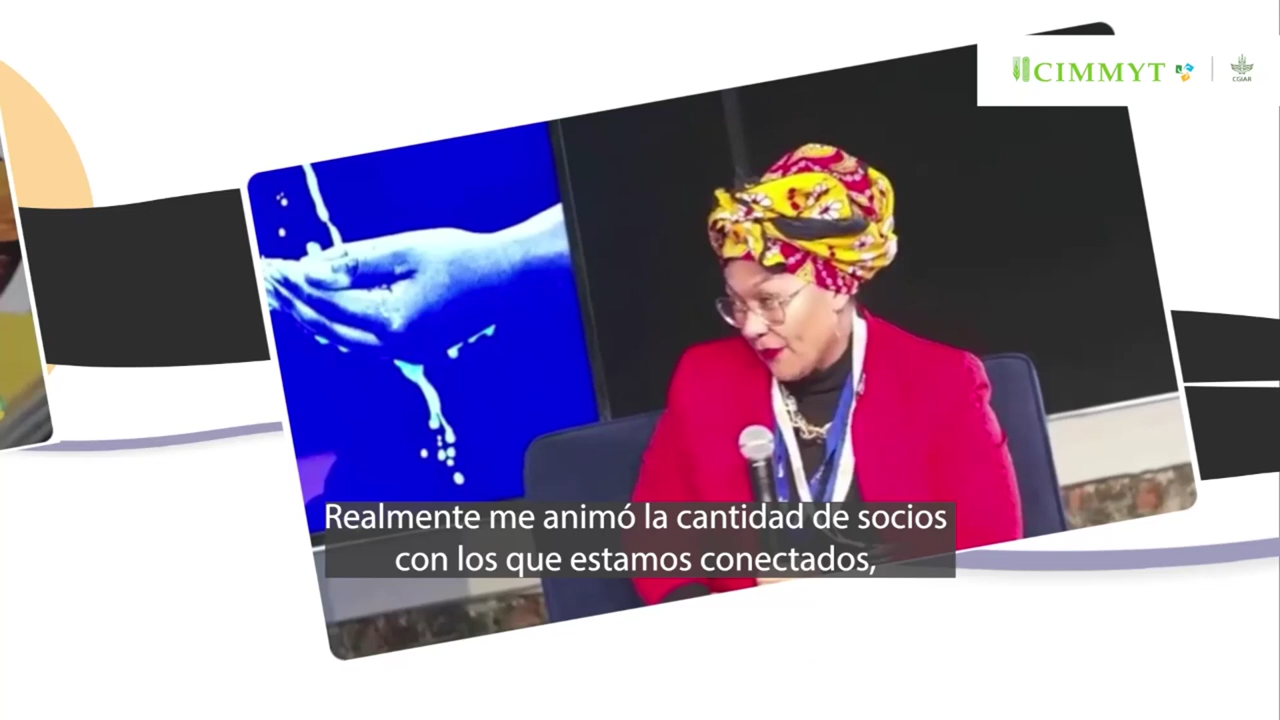 CIMMYT
CGIAR
Realmente me animó la cantidad de socios
con los que estamos conectados,